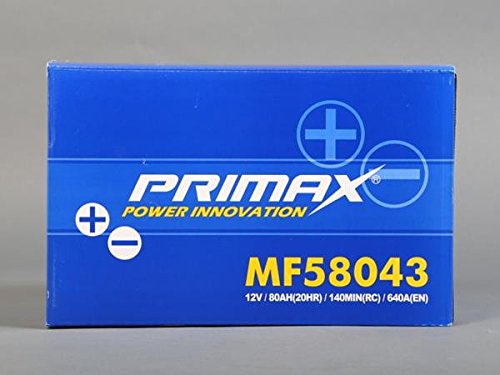 PRIMAX®
POWER INNOVATION
MF58043
12V / 80AH(20HR) / 140MIN(RC) / 640A(EN)